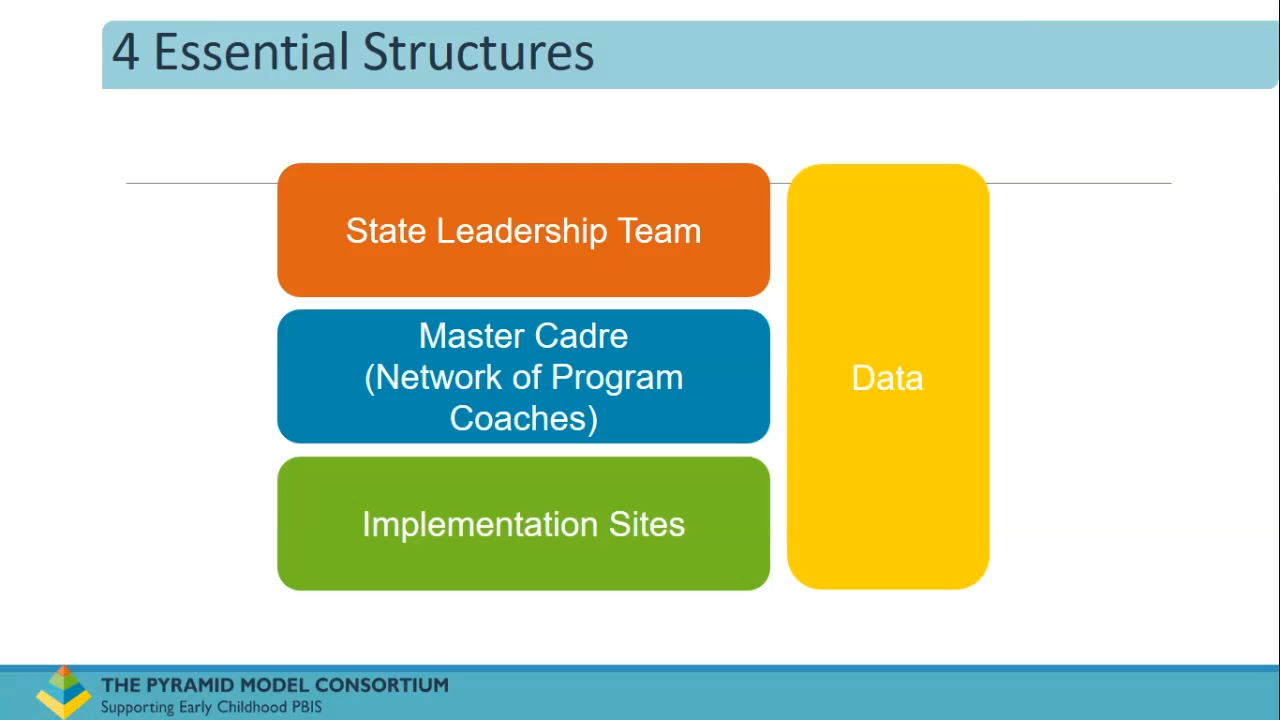 4 Essential Structures
State Leadership Team
Master Cadre
(Network of Program
Coaches)
Implementation Sites
Data
THE PYRAMID MODEL CONSORTIUM
Supporting Early Childhood PBIS